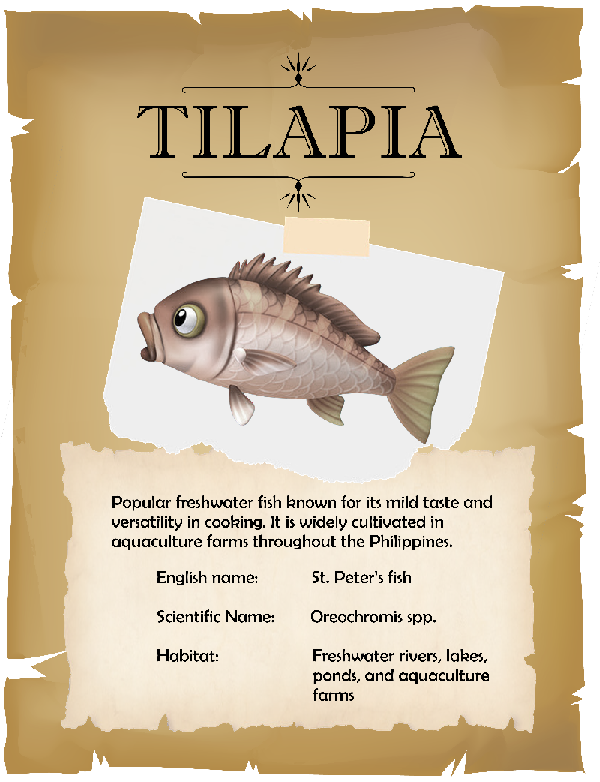 TILAPIA
Popular freshwater fish known for its mild taste and
versatility in cooking. It is widely cultivated in
aquaculture farms throughout the Philippines.
English name: St. Peter's fish
Scientific Name: Oreochromis spp.
Habitat: Freshwater rivers, lakes,
ponds, and aquaculture
farms